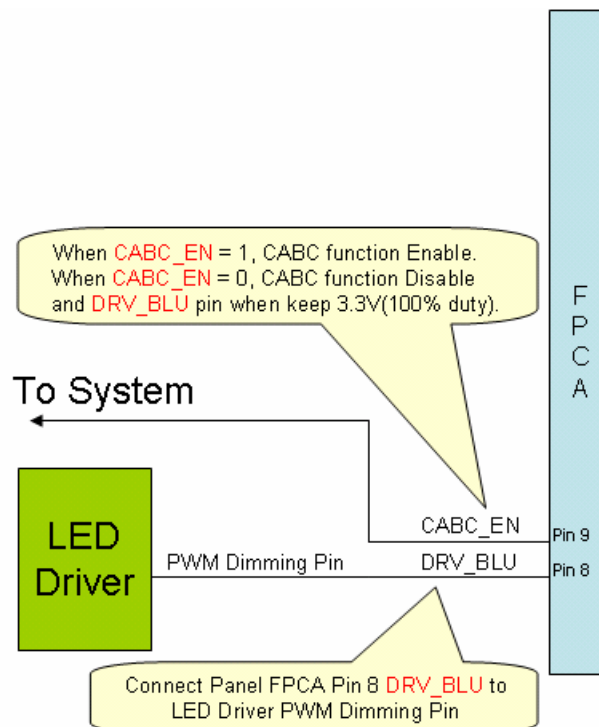 When CABC_EN = 1, CABC function Enable.
When CABC_EN = 0, CABC function Disable
and DRV_BLU pin when keep 3.3V(100% duty).
F
P
C
A
To System
CABC_EN
Pin 9
LED
Driver
PWM Dimming Pin
DRV_BLU
Pin 8
Connect Panel FPCA Pin 8 DRV_BLU to
LED Driver PWM Dimming Pin